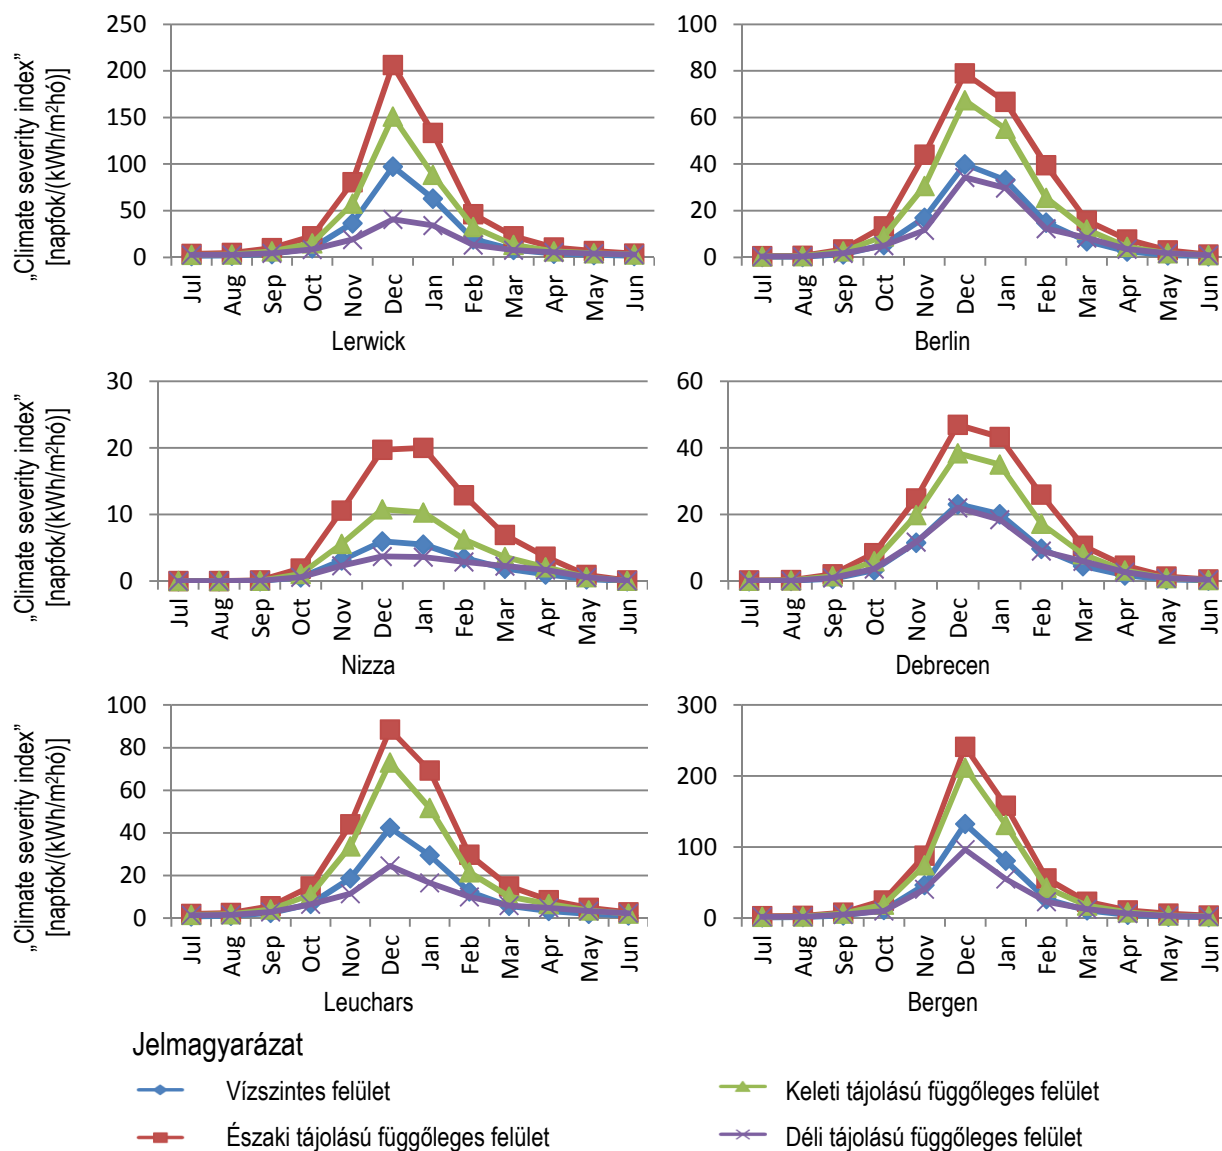 „Climate severity index”
[napfok/(kWh/m²hó)]
250
200
150
100
50
0
Jul Aug Sep Oct Nov Dec Jan Feb Mar Apr May Jun
Lerwick
100
80
60
40
20
0
Jul Aug Sep Oct Nov Dec Jan Feb Mar Apr May Jun
Berlin
„Climate severity index”
[napfok/(kWh/m²hó)]
30
20
10
0
Jul Aug Sep Oct Nov Dec Jan Feb Mar Apr May Jun
Nizza
60
40
20
0
Jul Aug Sep Oct Nov Dec Jan Feb Mar Apr May Jun
Debrecen
„Climate severity index”
[napfok/(kWh/m²hó)]
100
80
60
40
20
0
Jul Aug Sep Oct Nov Dec Jan Feb Mar Apr May Jun
Leuchars
300
200
100
0
Jul Aug Sep Oct Nov Dec Jan Feb Mar Apr May Jun
Bergen
Jelmagyarázat
Vízszintes felület
Keleti tájolású függőleges felület
Északi tájolású függőleges felület
Déli tájolású függőleges felület